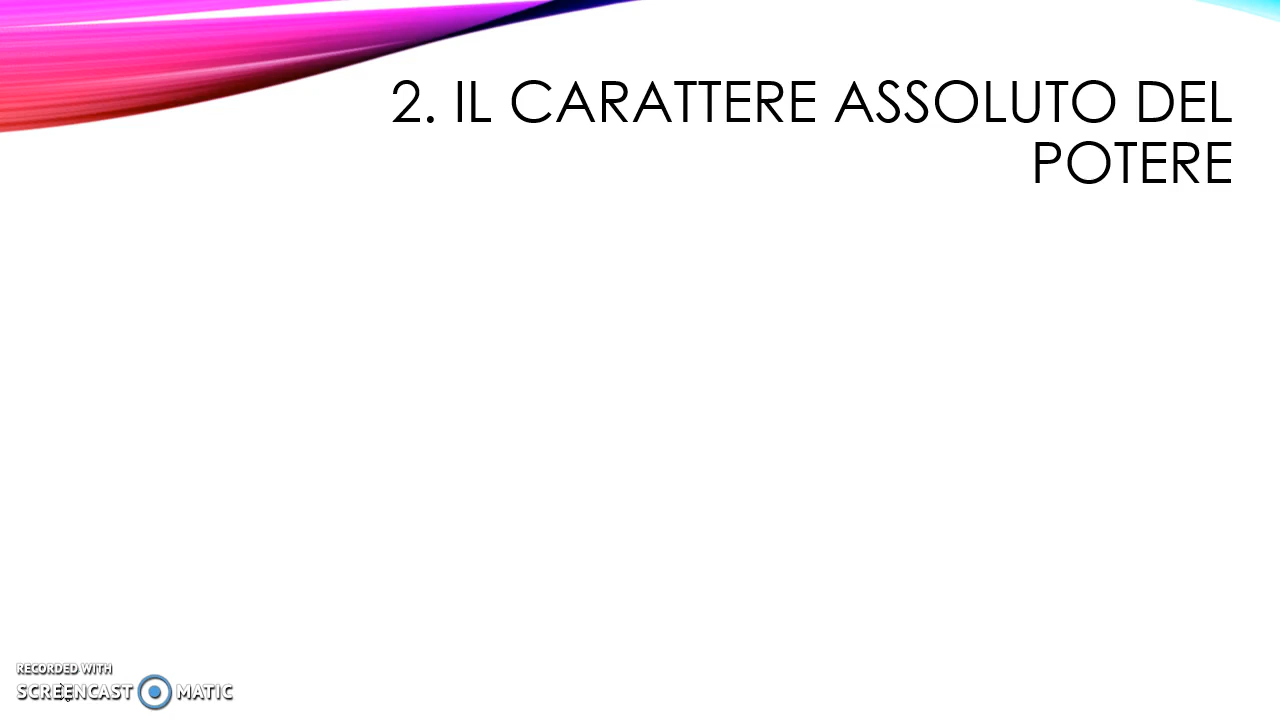 2. IL CARATTERE ASSOLUTO DEL
POTERE
RECORDED WITH
SCREENCAST MATIC